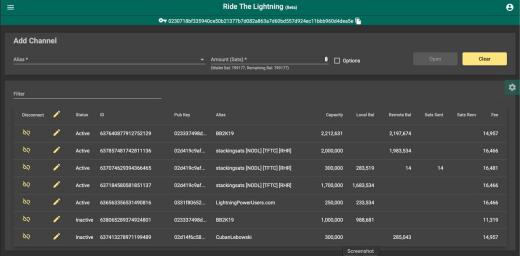 Ride The Lightning (Beta)
Add Channel
Alias *
Amount (Sats) *
Options
Open
Clear
(Wallet Bal: 799177, Remaining Bal: 799177)
Filter
Disconnect Status ID Pub Key Alias Capacity Local Bal Remote Bal Sats Sent Sats Recv Fee
Active 637640877912752129 023337498d... BB2K19 2,212,631 2,197,674 14,957
Active 637857481742811136 02d419c9af... stackingsats [NODL] [TFTC] [RHR] 2,000,000 1,983,534 16,466
Active 637074629394366465 02d419c9af... stackingsats [NODL] [TFTC] [RHR] 300,000 283,519 14 14 16,481
Active 637184580581851137 02d419c9af... stackingsats [NODL] [TFTC] [RHR] 1,700,000 1,683,534 16,466
Active 636563356531490816 0331f80652... LightningPowerUsers.com 250,000 233,534 16,466
Inactive 638065289374924801 023337498d... BB2K19 1,000,000 988,681 11,319
Inactive 637413278971199489 02d14f6c58... CubanLebowski 300,000 285,043 14,957
Screenshot